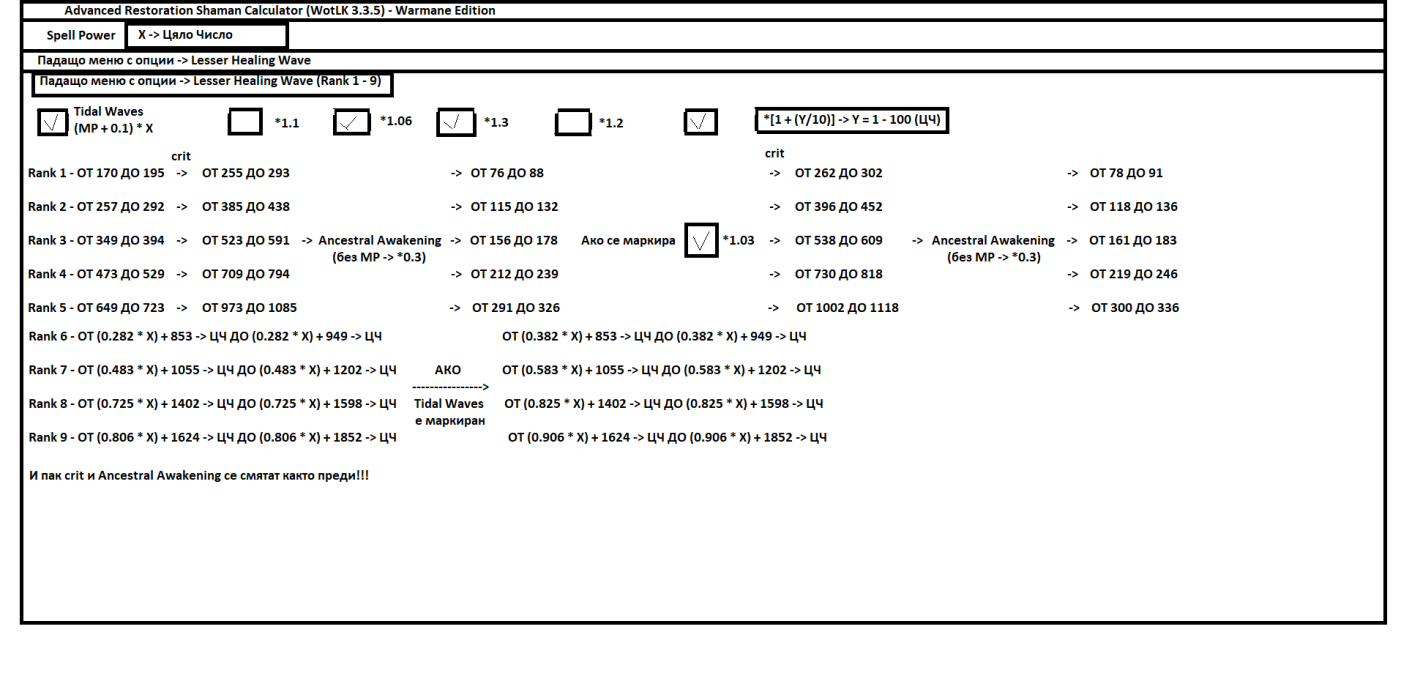 Advanced Restoration Shaman Calculator (WotLK 3.3.5) - Warmane Edition
Spell Power X -> Цяло Число
Падащо меню с опции -> Lesser Healing Wave
Падащо меню с опции -> Lesser Healing Wave (Rank 1 - 9)
Tidal Waves
(MP + 0.1) * X *1.1 *1.06 *1.3 *1.2 *[1 + (Y/10)] -> Y = 1 - 100 (ЦЧ)
crit crit
Rank 1 - ОТ 170 ДО 195 -> ОТ 255 ДО 293 -> ОТ 76 ДО 88 -> ОТ 262 ДО 302 -> ОТ 78 ДО 91
Rank 2 - ОТ 257 ДО 292 -> ОТ 385 ДО 438 -> ОТ 115 ДО 132 -> ОТ 396 ДО 452 -> ОТ 118 ДО 136
Rank 3 - ОТ 349 ДО 394 -> ОТ 523 ДО 591 -> Ancestral Awakening -> ОТ 156 ДО 178 Ако се маркира *1.03 -> ОТ 538 ДО 609 -> Ancestral Awakening -> ОТ 161 ДО 183
(без MP -> *0.3) (без MP -> *0.3)
Rank 4 - ОТ 473 ДО 529 -> ОТ 709 ДО 794 -> ОТ 212 ДО 239 -> ОТ 730 ДО 818 -> ОТ 219 ДО 246
Rank 5 - ОТ 649 ДО 723 -> ОТ 973 ДО 1085 -> ОТ 291 ДО 326 -> ОТ 1002 ДО 1118 -> ОТ 300 ДО 336
Rank 6 - ОТ (0.282 * X) + 853 -> ЦЧ ДО (0.282 * X) + 949 -> ЦЧ ОТ (0.382 * X) + 853 -> ЦЧ ДО (0.382 * X) + 949 -> ЦЧ
Rank 7 - ОТ (0.483 * X) + 1055 -> ЦЧ ДО (0.483 * X) + 1202 -> ЦЧ АКО ОТ (0.583 * X) + 1055 -> ЦЧ ДО (0.583 * X) + 1202 -> ЦЧ
---------------->
Rank 8 - ОТ (0.725 * X) + 1402 -> ЦЧ ДО (0.725 * X) + 1598 -> ЦЧ Tidal Waves ОТ (0.825 * X) + 1402 -> ЦЧ ДО (0.825 * X) + 1598 -> ЦЧ
е маркиран
Rank 9 - ОТ (0.806 * X) + 1624 -> ЦЧ ДО (0.806 * X) + 1852 -> ЦЧ ОТ (0.906 * X) + 1624 -> ЦЧ ДО (0.906 * X) + 1852 -> ЦЧ
И пак crit и Ancestral Awakening се смятат както преди!!!